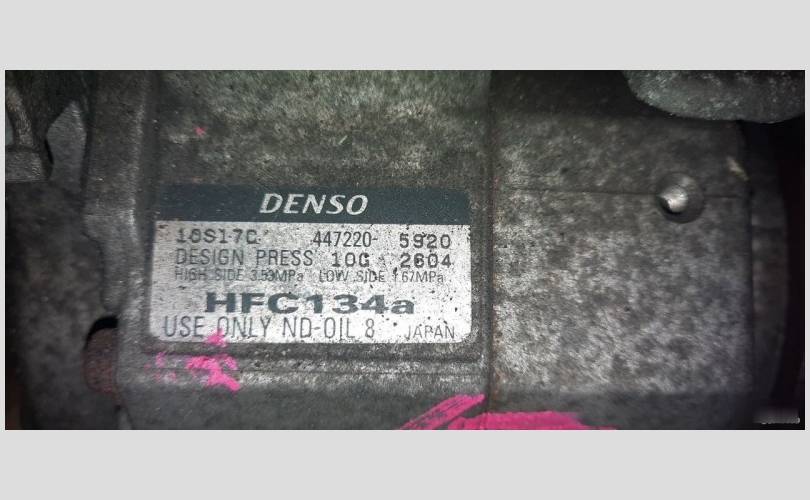 DENSO
10S17C 447220- 5920
DESIGN PRESS 10G 2604
HIGH SIDE 3.53MPa LOW SIDE 1.67MPa
HFC134a
USE ONLY ND-OIL 8 JAPAN